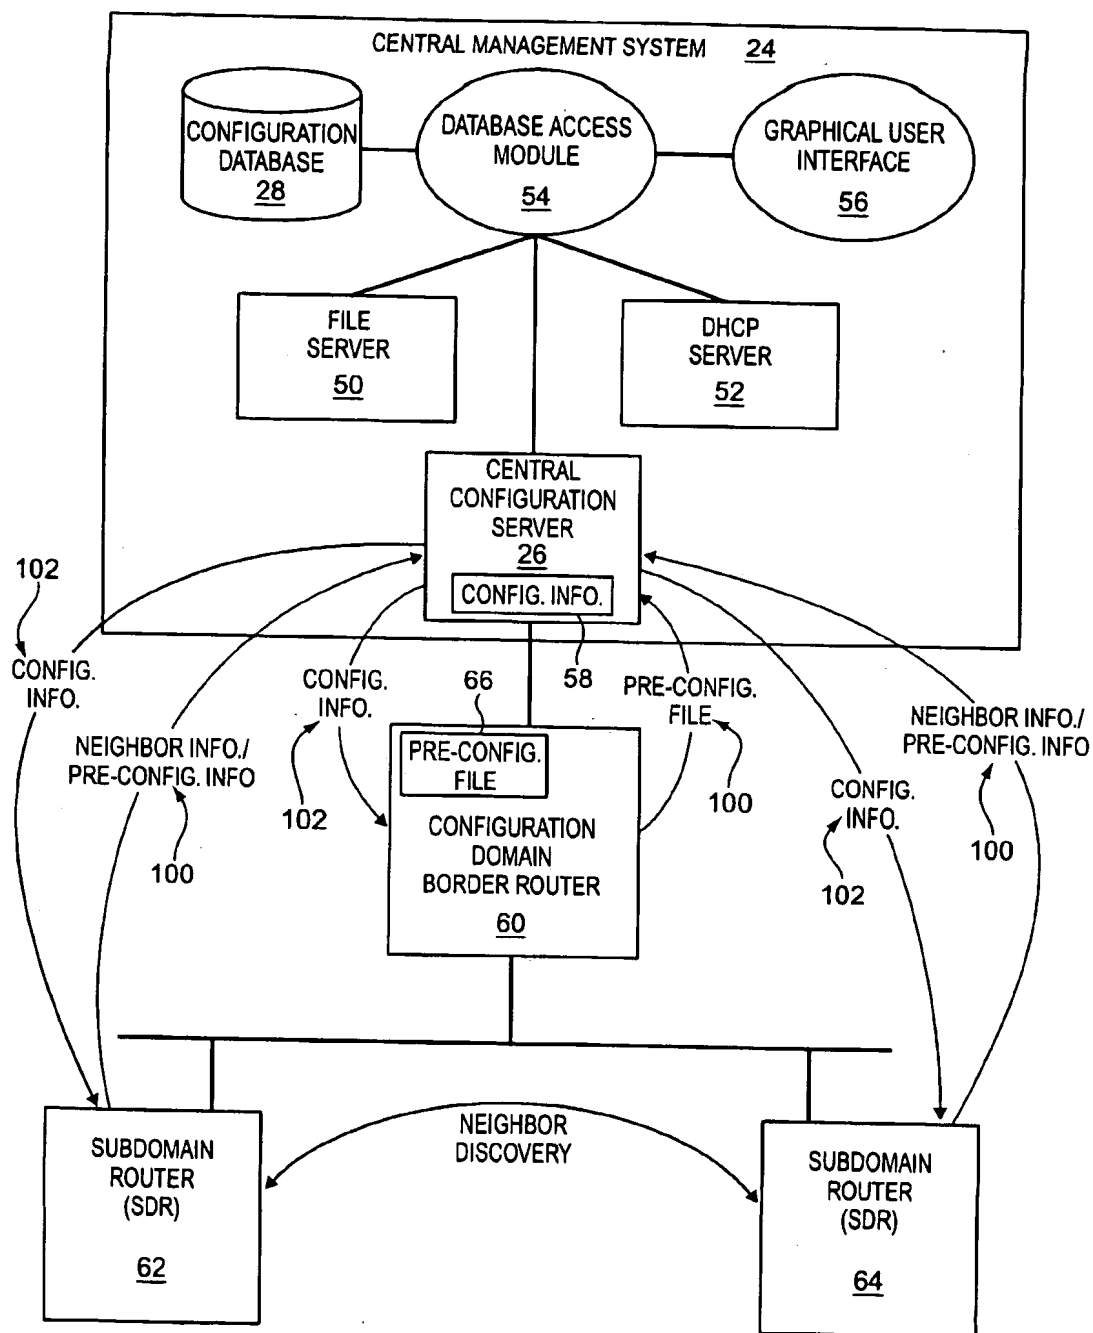 CENTRAL MANAGEMENT SYSTEM 24
CONFIGURATION
DATABASE
28
DATABASE ACCESS
MODULE
54
GRAPHICAL USER
INTERFACE
56
FILE
SERVER
50
DHCP
SERVER
52
CENTRAL
CONFIGURATION
SERVER
26
CONFIG. INFO.
58
102
CONFIG.
INFO.
NEIGHBOR INFO./
PRE-CONFIG. INFO
100
CONFIG.
INFO.
102
66
PRE-CONFIG.
FILE
CONFIGURATION
DOMAIN
BORDER ROUTER
60
PRE-CONFIG.
FILE
100
CONFIG.
INFO.
102
NEIGHBOR INFO./
PRE-CONFIG. INFO
100
SUBDOMAIN
ROUTER
(SDR)
62
NEIGHBOR
DISCOVERY
SUBDOMAIN
ROUTER
(SDR)
64